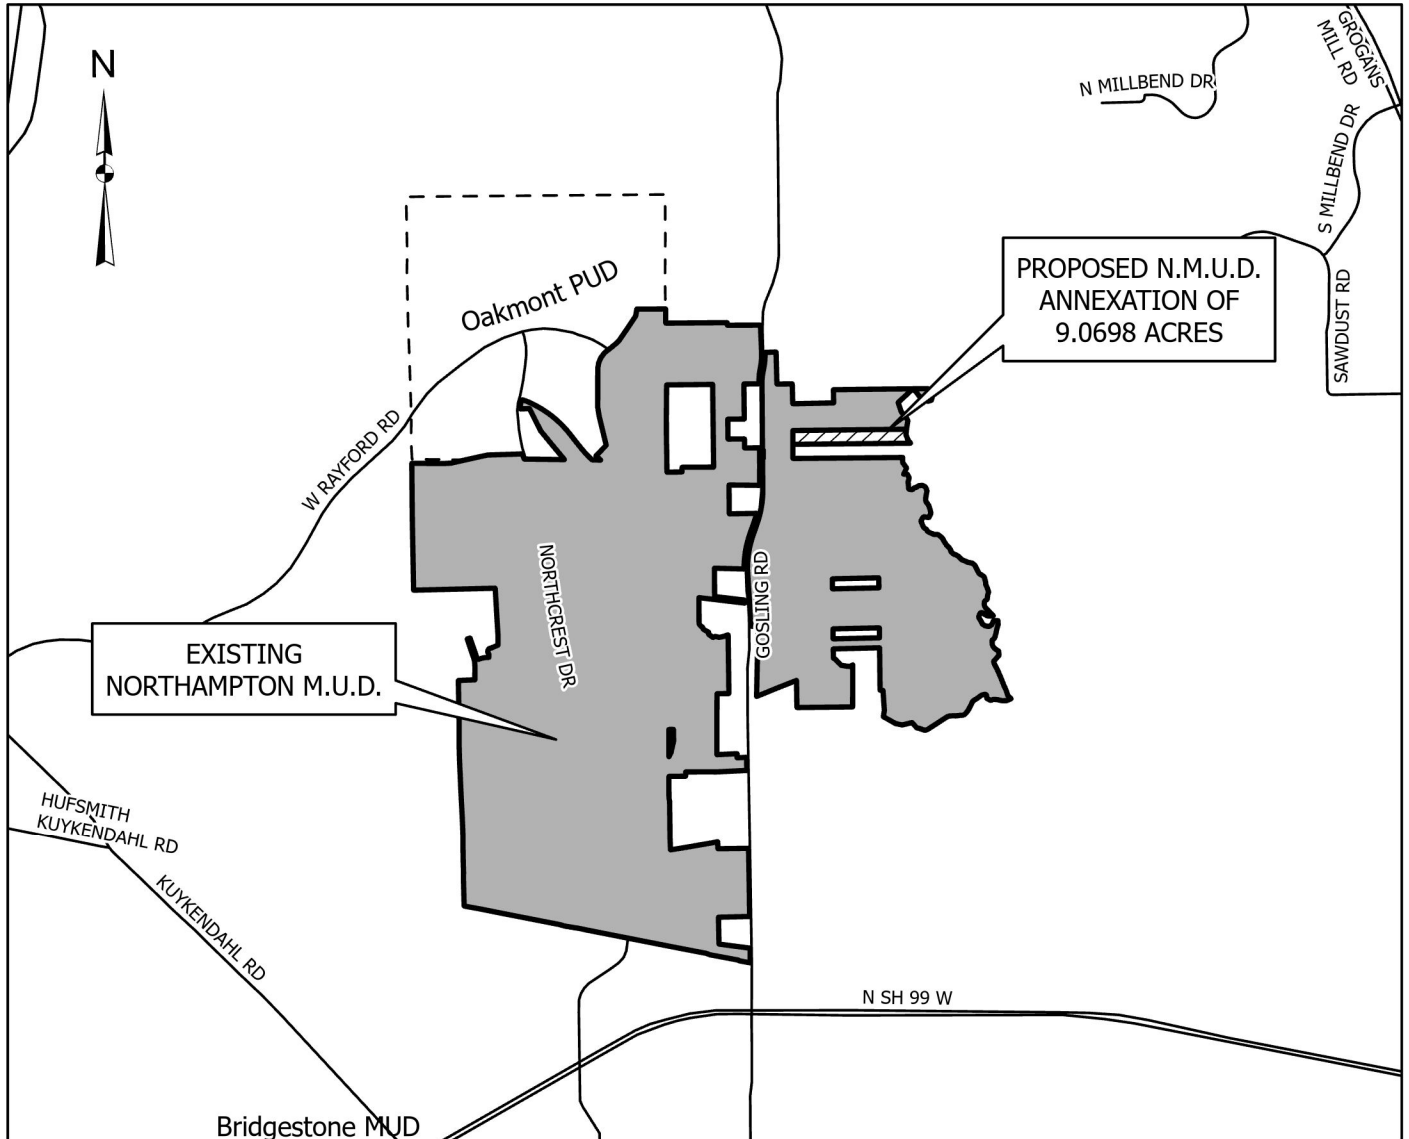 N
N MILLBEND DR
GROGANS
MILL RD
S MILLBEND DR
SAWDUST RD
PROPOSED N.M.U.D.
ANNEXATION OF
9.0698 ACRES
Oakmont PUD
W RAYFORD RD
NORTHCREST DR
GOSLING RD
EXISTING
NORTHAMPTON M.U.D.
HUFSMITH
KUYKENDAHL RD
KUYKENDAHL RD
N SH 99 W
Bridgestone MUD